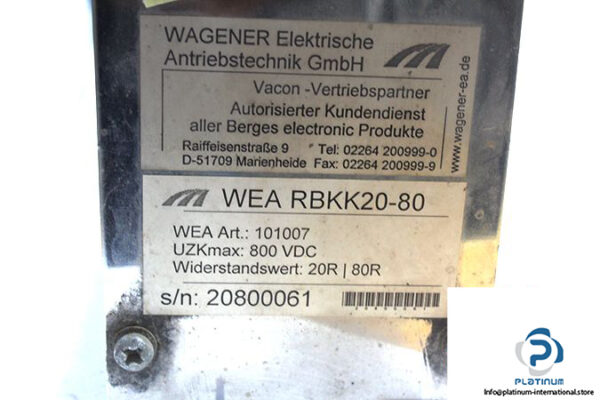 WAGENER Elektrische
Antriebstechnik GmbH
Vacon -Vertriebspartner
Autorisierter Kundendienst
aller Berges electronic Produkte
Raiffeisenstraße 9 Tel: 02264 200999-0
D-51709 Marienheide Fax: 02264 200999-9
www.wagener-ea.de
WEA RBKK20-80
WEA Art.: 101007
UZKmax: 800 VDC
Widerstandswert: 20R | 80R
s/n: 20800061
PLATINUM
Info@platinum-international.store